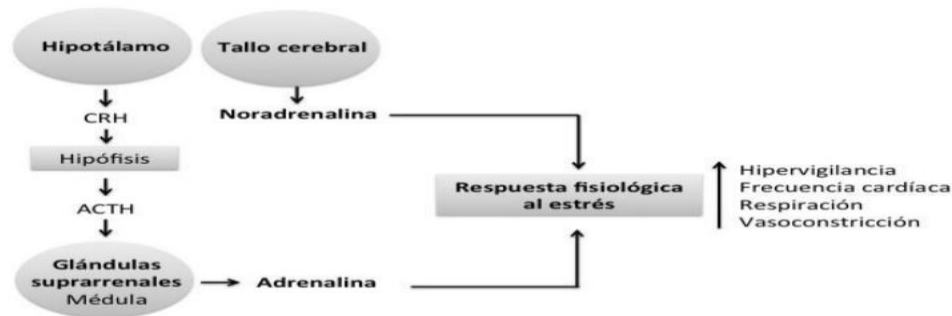 Hipotálamo
Tallo cerebral
CRH
Noradrenalina
Hipófisis
ACTH
Respuesta fisiológica
al estrés
Hipervigilancia
Frecuencia cardíaca
Respiración
Vasoconstricción
Glándulas
suprarrenales
Médula
Adrenalina